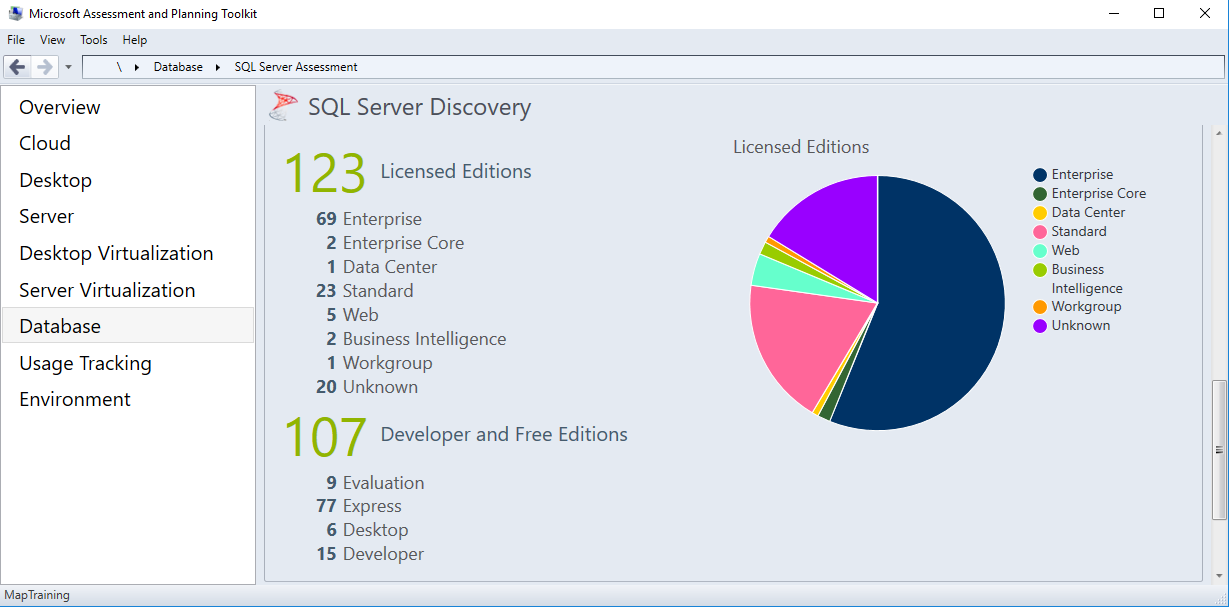 Microsoft Assessment and Planning Toolkit
File View Tools Help
\ Database SQL Server Assessment
Overview
Cloud
Desktop
Server
Desktop Virtualization
Server Virtualization
Database
Usage Tracking
Environment
SQL Server Discovery
123 Licensed Editions
69 Enterprise
2 Enterprise Core
1 Data Center
23 Standard
5 Web
2 Business Intelligence
1 Workgroup
20 Unknown
107 Developer and Free Editions
9 Evaluation
77 Express
6 Desktop
15 Developer
Licensed Editions
Enterprise
Enterprise Core
Data Center
Standard
Web
Business
Intelligence
Workgroup
Unknown
MapTraining